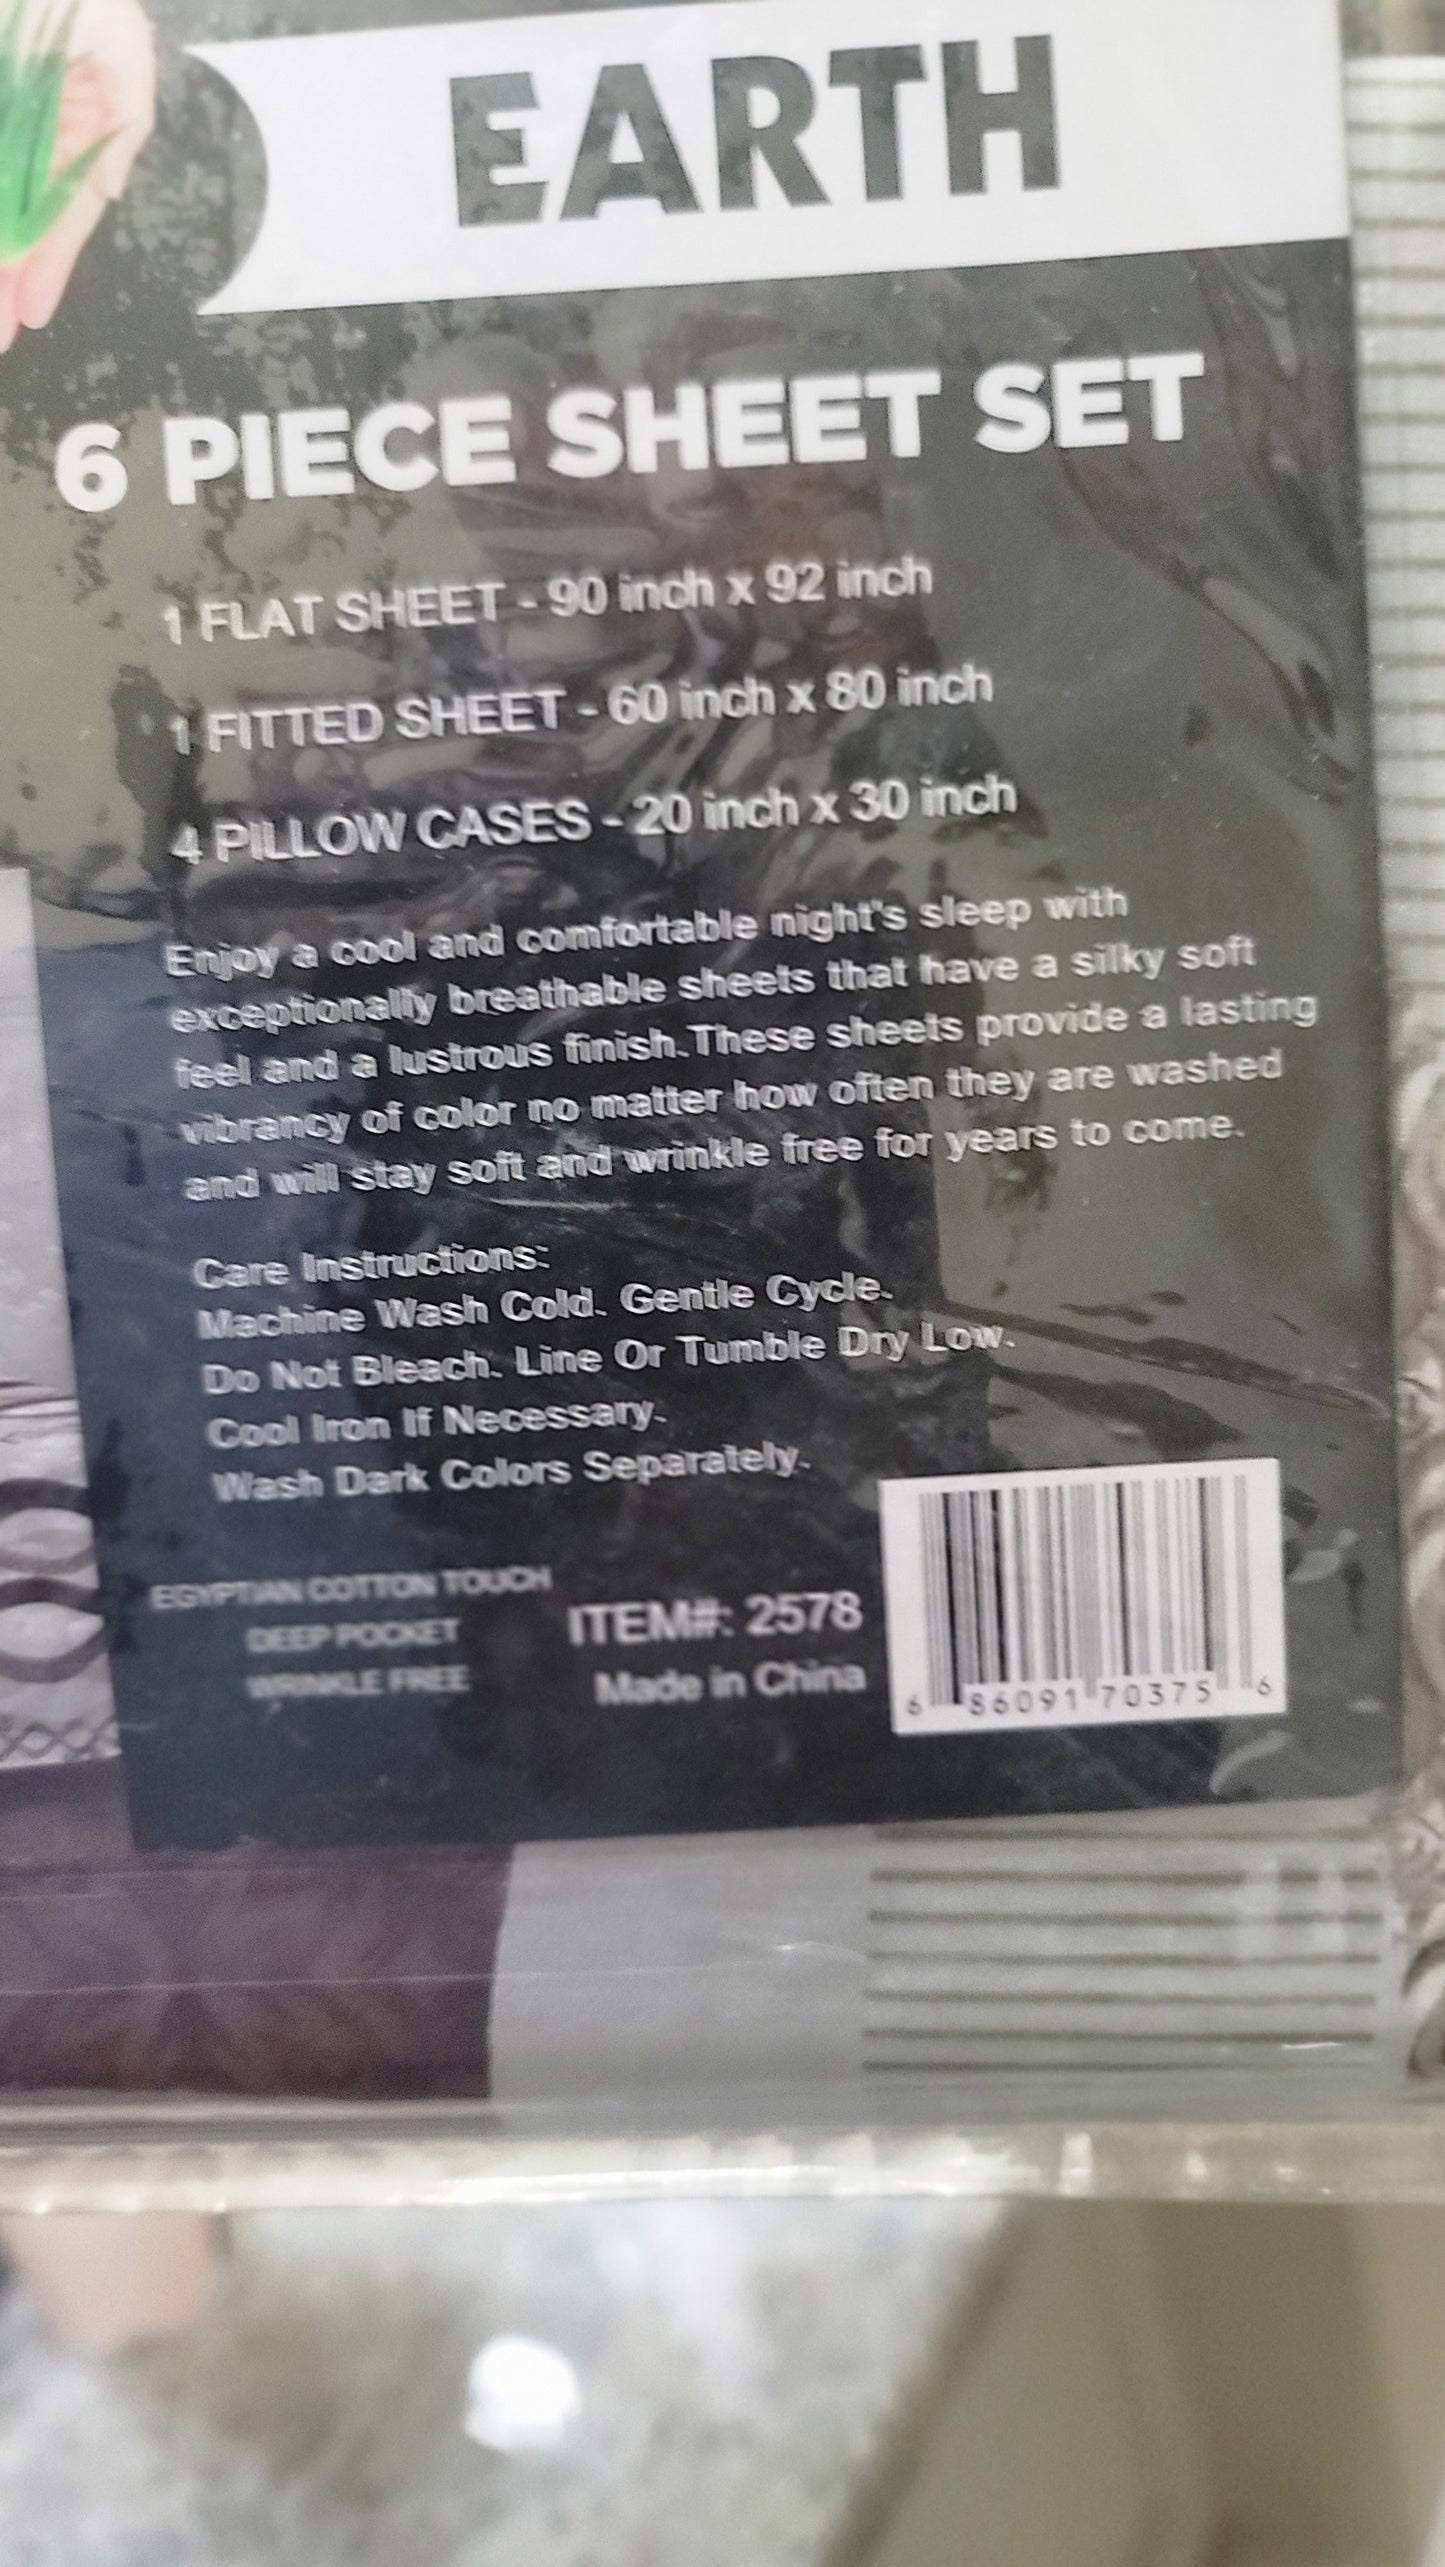 EARTH
6 PIECE SHEET SET
1 FLAT SHEET - 90 inch x 92 inch
1 FITTED SHEET - 60 inch x 80 inch
4 PILLOW CASES - 20 inch x 30 inch
Enjoy a cool and comfortable night's sleep with
exceptionally breathable sheets that have a silky soft
feel and a lustrous finish.These sheets provide a lasting
vibrancy of color no matter how often they are washed
and will stay soft and wrinkle free for years to come.
Care Instructions:
Machine Wash Cold. Gentle Cycle.
Do Not Bleach. Line Or Tumble Dry Low.
Cool Iron If Necessary.
Wash Dark Colors Separately.
EGYPTIAN COTTON TOUCH
DEEP POCKET
WRINKLE FREE
ITEM#: 2578
Made in China
6 86091 70375 6